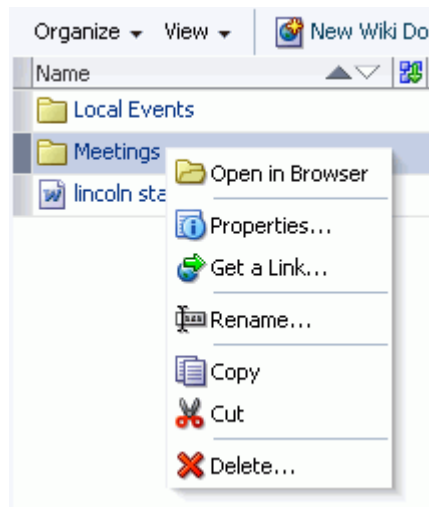 Organize View New Wiki Do
Name
Local Events
Meetings
lincoln sta
Open in Browser
Properties...
Get a Link...
Rename...
Copy
Cut
Delete...